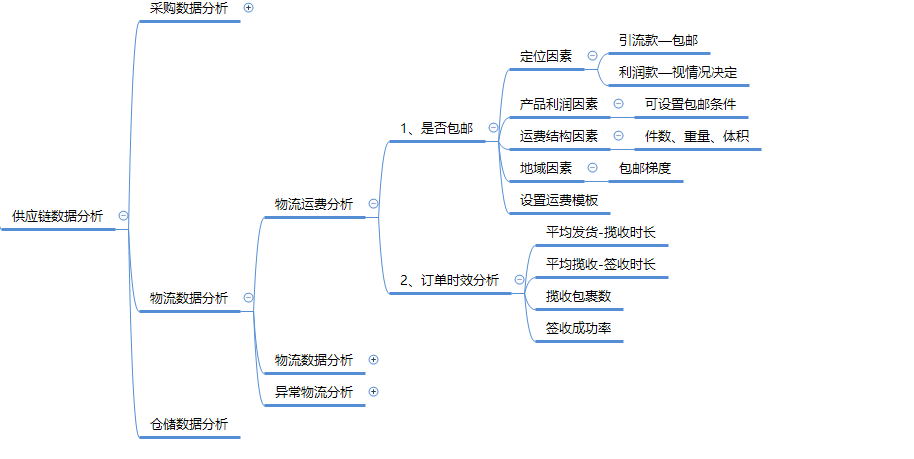 采购数据分析
引流款—包邮
定位因素
利润款—视情况决定
产品利润因素
可设置包邮条件
1、是否包邮
运费结构因素
件数、重量、体积
地域因素
包邮梯度
物流运费分析
设置运费模板
供应链数据分析
平均发货-揽收时长
平均揽收-签收时长
2、订单时效分析
物流数据分析
揽收包裹数
签收成功率
物流数据分析
异常物流分析
仓储数据分析